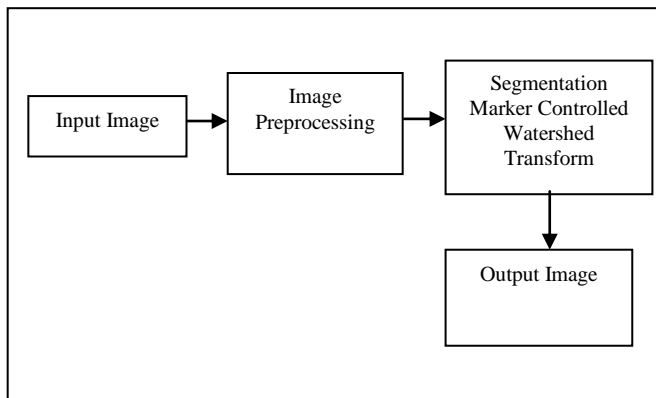 Input Image
Image
Preprocessing
Segmentation
Marker Controlled
Watershed
Transform
Output Image